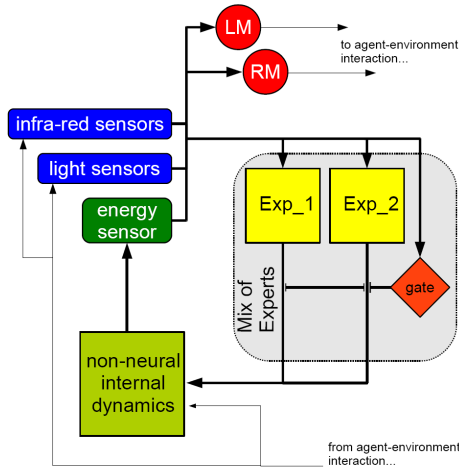 LM
to agent-environment
interaction...
RM
infra-red sensors
light sensors
energy
sensor
Exp_1
Exp_2
gate
Mix of
Experts
non-neural
internal
dynamics
from agent-environment
interaction...